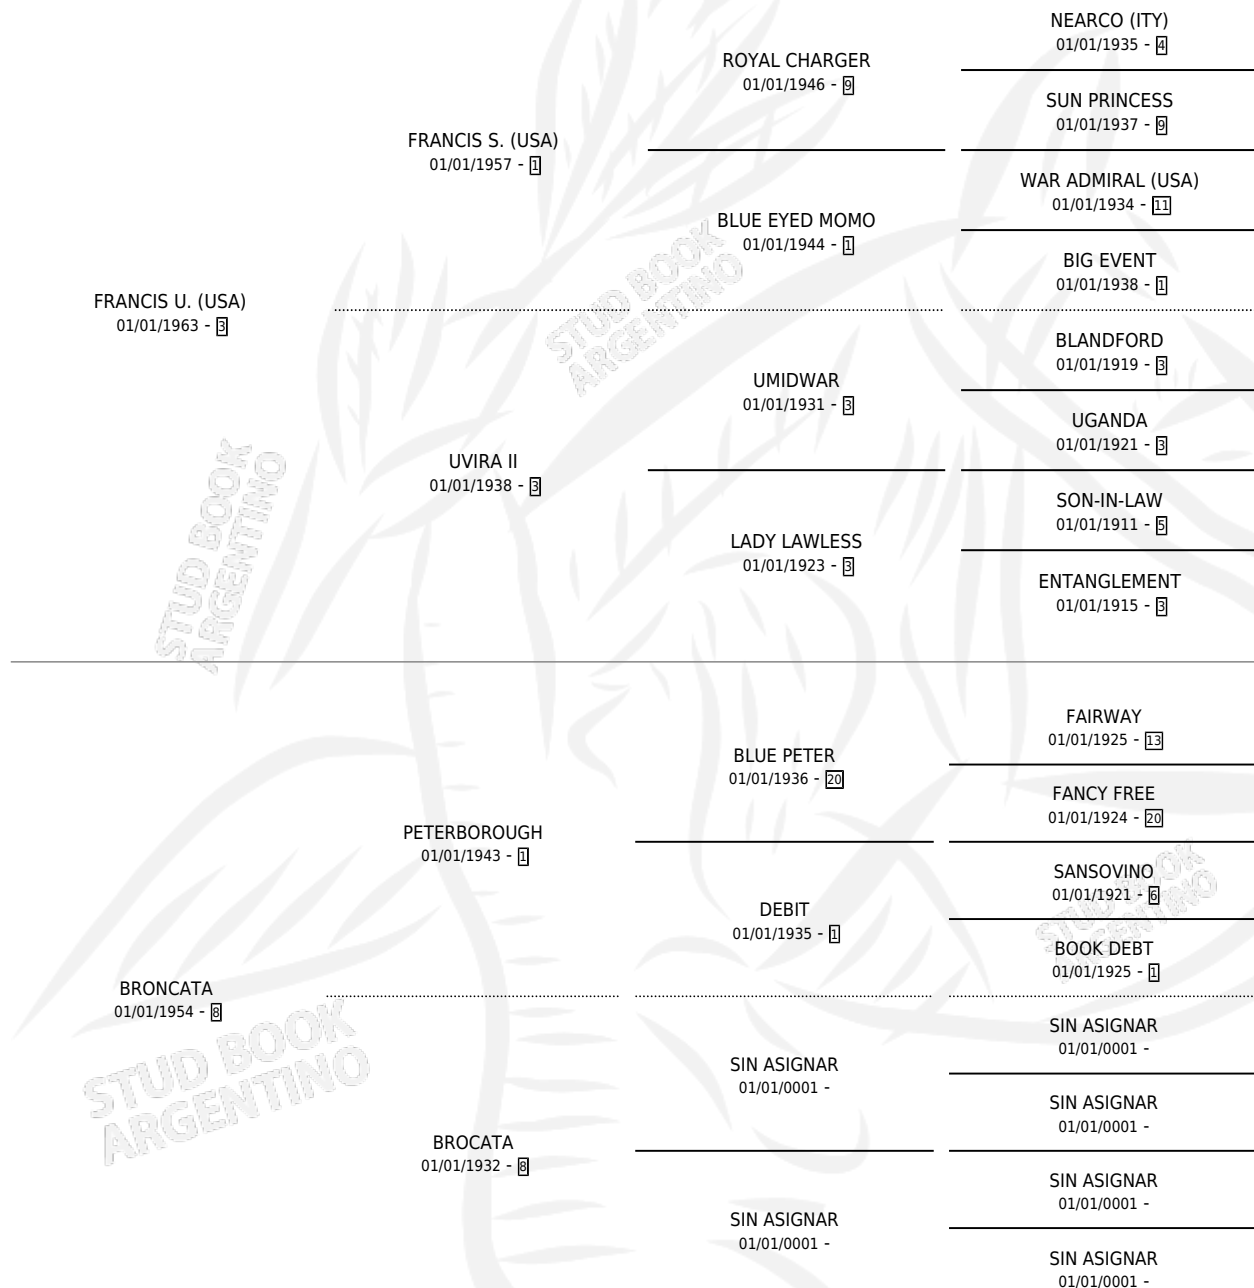 NEARCO (ITY)
01/01/1935 - 4
ROYAL CHARGER
01/01/1946 - 9
SUN PRINCESS
01/01/1937 - 9
FRANCIS S. (USA)
01/01/1957 - 1
WAR ADMIRAL (USA)
01/01/1934 - 11
BLUE EYED MOMO
01/01/1944 - 1
BIG EVENT
01/01/1938 - 1
FRANCIS U. (USA)
01/01/1963 - 3
STUD BOOK
ARGENTINO
BLANDFORD
01/01/1919 - 3
UMIDWAR
01/01/1931 - 3
UGANDA
01/01/1921 - 3
UVIRA II
01/01/1938 - 3
SON-IN-LAW
01/01/1911 - 5
LADY LAWLESS
01/01/1923 - 3
ENTANGLEMENT
01/01/1915 - 3
STUD BOOK
ARGENTINO
FAIRWAY
01/01/1925 - 13
BLUE PETER
01/01/1936 - 20
FANCY FREE
01/01/1924 - 20
PETERBOROUGH
01/01/1943 - 1
SANSOVINO
01/01/1921 - 6
DEBIT
01/01/1935 - 1
BOOK DEBT
01/01/1925 - 1
STUD BOOK
ARGENTINO
BRONCATA
01/01/1954 - 8
SIN ASIGNAR
01/01/0001 -
SIN ASIGNAR
01/01/0001 -
SIN ASIGNAR
01/01/0001 -
STUD BOOK
ARGENTINO
BROCATA
01/01/1932 - 8
SIN ASIGNAR
01/01/0001 -
SIN ASIGNAR
01/01/0001 -
SIN ASIGNAR
01/01/0001 -